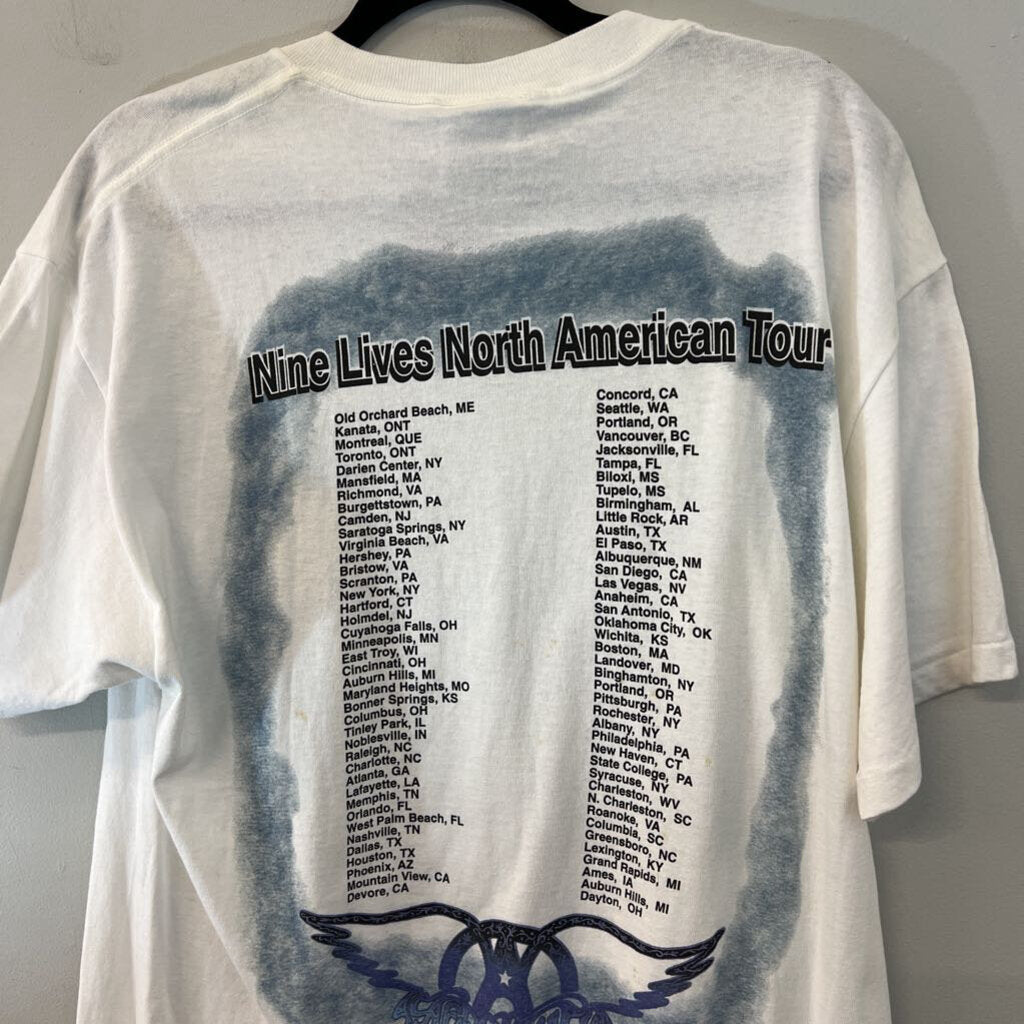 Nine Lives North American Tour
Old Orchard Beach, ME
Kanata, ONT
Montreal, QUE
Toronto, ONT
Darien Center, NY
Mansfield, MA
Richmond, VA
Burgettstown, PA
Camden, NJ
Saratoga Springs, NY
Virginia Beach, VA
Hershey, PA
Bristow, VA
Scranton, PA
New York, NY
Hartford, CT
Holmdel, NJ
Cuyahoga Falls, OH
Minneapolis, MN
East Troy, WI
Cincinnati, OH
Auburn Hills, MI
Maryland Heights, MO
Bonner Springs, KS
Columbus, OH
Tinley Park, IL
Noblesville, IN
Raleigh, NC
Charlotte, NC
Atlanta, GA
Lafayette, LA
Memphis, TN
Orlando, FL
West Palm Beach, FL
Nashville, TN
Dallas, TX
Houston, TX
Phoenix, AZ
Mountain View, CA
Devore, CA
Concord, CA
Seattle, WA
Portland, OR
Vancouver, BC
Jacksonville, FL
Tampa, FL
Biloxi, MS
Tupelo, MS
Birmingham, AL
Little Rock, AR
Austin, TX
El Paso, TX
Albuquerque, NM
San Diego, CA
Las Vegas, NV
Anaheim, CA
San Antonio, TX
Oklahoma City, OK
Wichita, KS
Boston, MA
Landover, MD
Binghamton, NY
Portland, OR
Pittsburgh, PA
Rochester, NY
Albany, NY
Philadelphia, PA
New Haven, CT
State College, PA
Syracuse, NY
Charleston, WV
N. Charleston, SC
Roanoke, VA
Columbia, SC
Greensboro, NC
Lexington, KY
Grand Rapids, MI
Ames, IA
Auburn Hills, MI
Dayton, OH